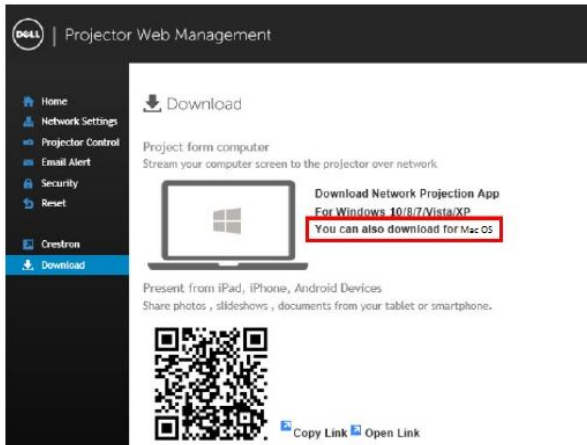 DELL | Projector Web Management
Home
Network Settings
Projector Control
Email Alert
Security
Reset
Crestron
Download
Download
Project form computer
Stream your computer screen to the projector over network
Download Network Projection App
For Windows 10/8/7/Vista/XP
You can also download for Mac OS
Present from iPad, iPhone, Android Devices
Share photos , slideshows , documents from your tablet or smartphone.
Copy Link Open Link